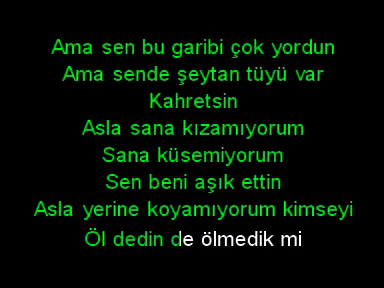 Ama sen bu garibi çok yordun
Ama sende şeytan tüyü var
Kahretsin
Asla sana kızamıyorum
Sana küsemiyorum
Sen beni aşık ettin
Asla yerine koyamıyorum kimseyi
Öl dedin de ölmedik mi